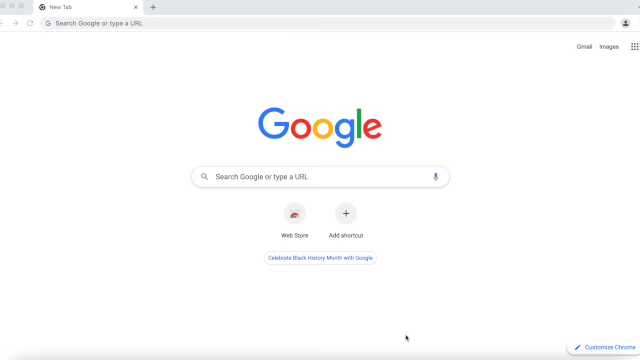 New Tab
Search Google or type a URL
Gmail Images
Google
Search Google or type a URL
Web Store Add shortcut
Celebrate Black History Month with Google
Customize Chrome